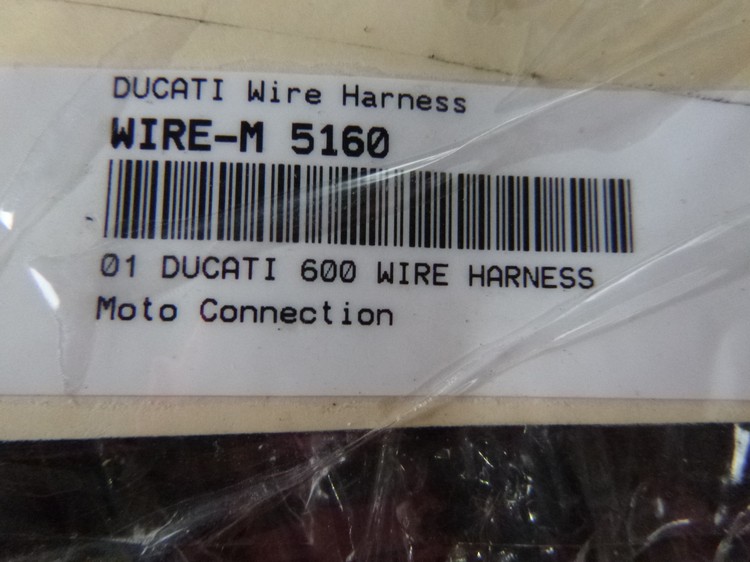 DUCATI Wire Harness
WIRE-M 5160
01 DUCATI 600 WIRE HARNESS
Moto Connection